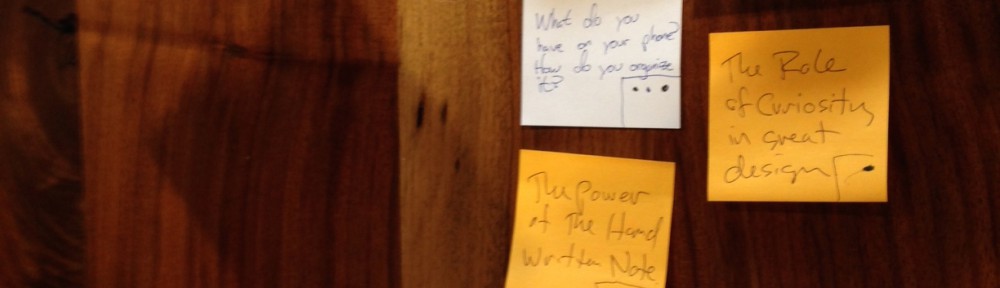 What do you
have on your phone?
How do you organize
it?
The Role
of Curiosity
in great
design
The Power
of The Hand
Written Note